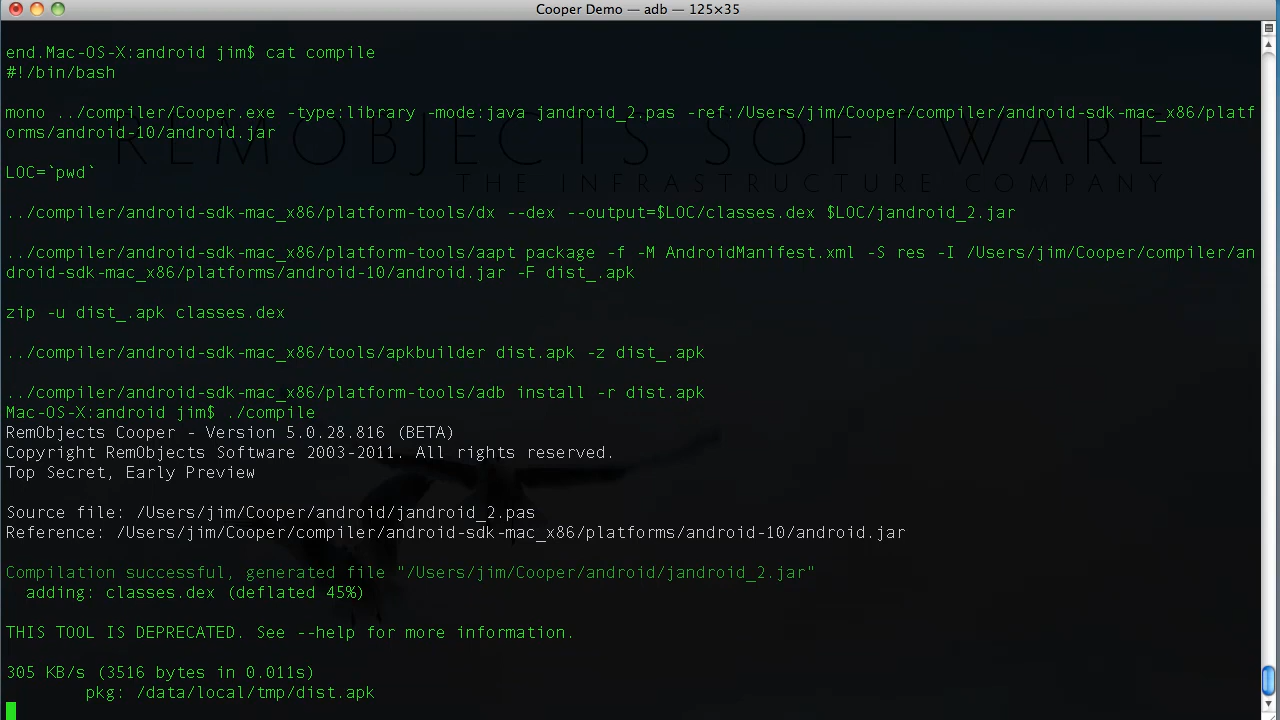 Cooper Demo — adb — 125×35
end.Mac-OS-X:android jim$ cat compile
#!/bin/bash
mono ../compiler/Cooper.exe -type:library -mode:java jandroid_2.pas -ref:/Users/jim/Cooper/compiler/android-sdk-mac_x86/platf
orms/android-10/android.jar
REMOBJECTS SOFTWARE
LOC=`pwd`
THE INFRASTRUCTURE COMPANY
../compiler/android-sdk-mac_x86/platform-tools/dx --dex --output=$LOC/classes.dex $LOC/jandroid_2.jar
../compiler/android-sdk-mac_x86/platform-tools/aapt package -f -M AndroidManifest.xml -S res -I /Users/jim/Cooper/compiler/an
droid-sdk-mac_x86/platforms/android-10/android.jar -F dist_.apk
zip -u dist_.apk classes.dex
../compiler/android-sdk-mac_x86/tools/apkbuilder dist.apk -z dist_.apk
../compiler/android-sdk-mac_x86/platform-tools/adb install -r dist.apk
Mac-OS-X:android jim$ ./compile
RemObjects Cooper - Version 5.0.28.816 (BETA)
Copyright RemObjects Software 2003-2011. All rights reserved.
Top Secret, Early Preview
Source file: /Users/jim/Cooper/android/jandroid_2.pas
Reference: /Users/jim/Cooper/compiler/android-sdk-mac_x86/platforms/android-10/android.jar
Compilation successful, generated file "/Users/jim/Cooper/android/jandroid_2.jar"
adding: classes.dex (deflated 45%)
THIS TOOL IS DEPRECATED. See --help for more information.
305 KB/s (3516 bytes in 0.011s)
pkg: /data/local/tmp/dist.apk